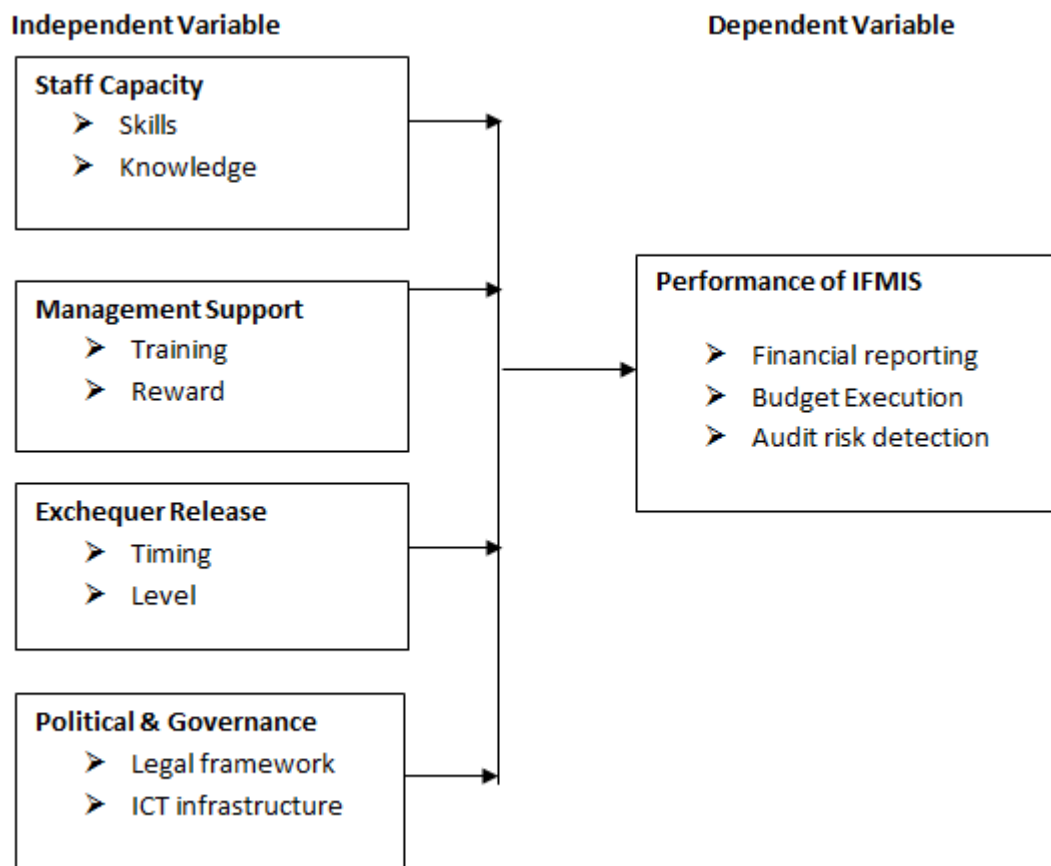 Independent Variable
Dependent Variable
Staff Capacity
➤ Skills
➤ Knowledge
Management Support
➤ Training
➤ Reward
Exchequer Release
➤ Timing
➤ Level
Political & Governance
➤ Legal framework
➤ ICT infrastructure
Performance of IFMIS
➤ Financial reporting
➤ Budget Execution
➤ Audit risk detection